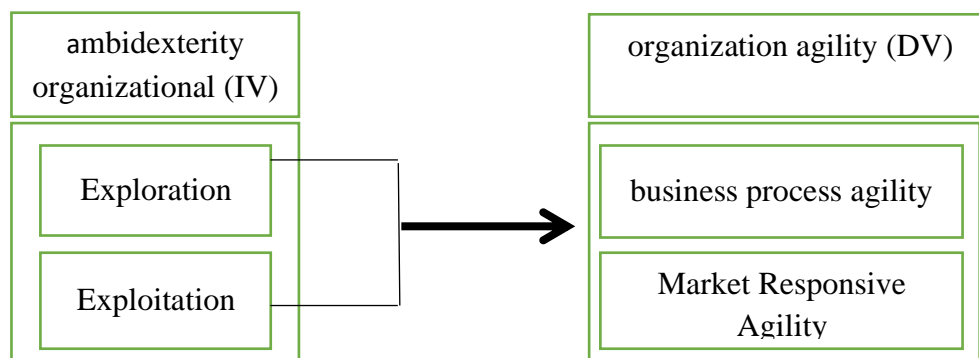 ambidexterity
organizational (IV)
organization agility (DV)
Exploration
business process agility
Exploitation
Market Responsive
Agility